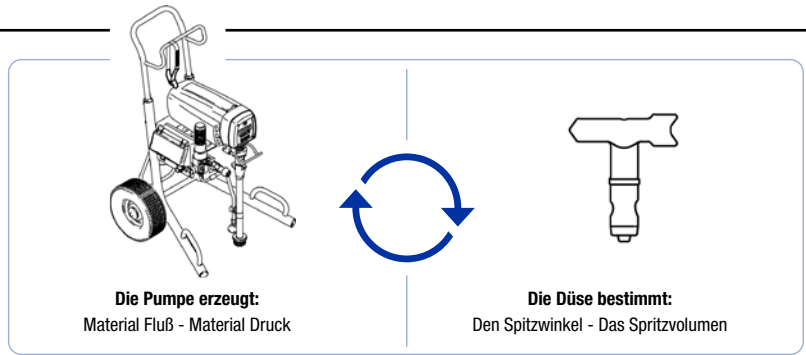 Die Pumpe erzeugt:
Material Fluß - Material Druck
Die Düse bestimmt:
Den Spitzwinkel - Das Spritzvolumen